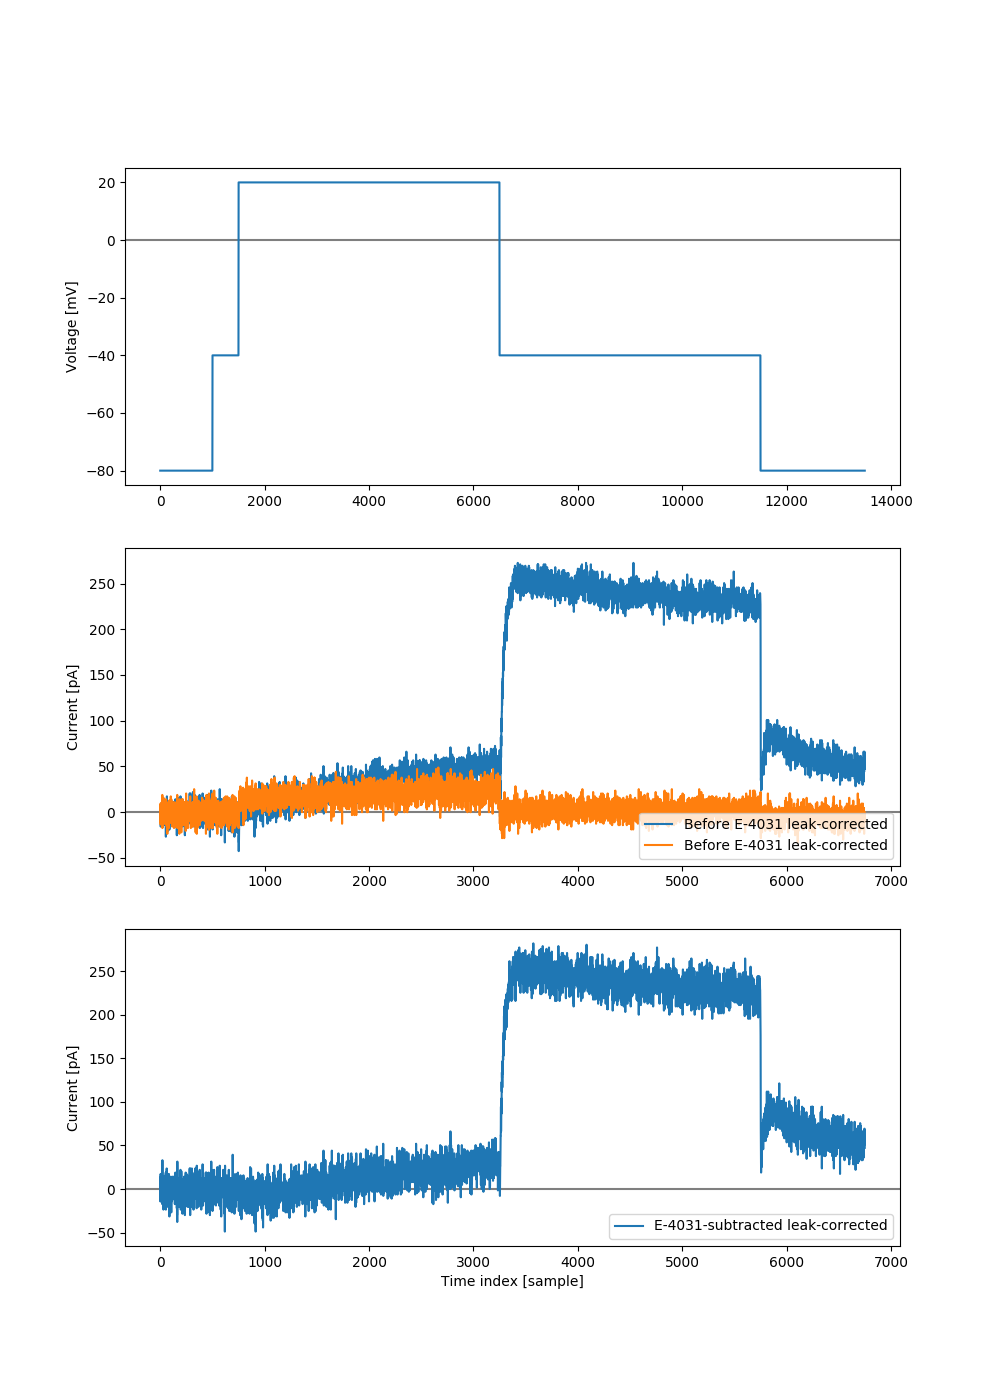 20
0
−20
−40
−60
−80
Voltage [mV]
0 2000 4000 6000 8000 10000 12000 14000
250
200
150
100
50
0
−50
Current [pA]
Before E-4031 leak-corrected
Before E-4031 leak-corrected
0 1000 2000 3000 4000 5000 6000 7000
250
200
150
100
50
0
−50
Current [pA]
E-4031-subtracted leak-corrected
0 1000 2000 3000 4000 5000 6000 7000
Time index [sample]